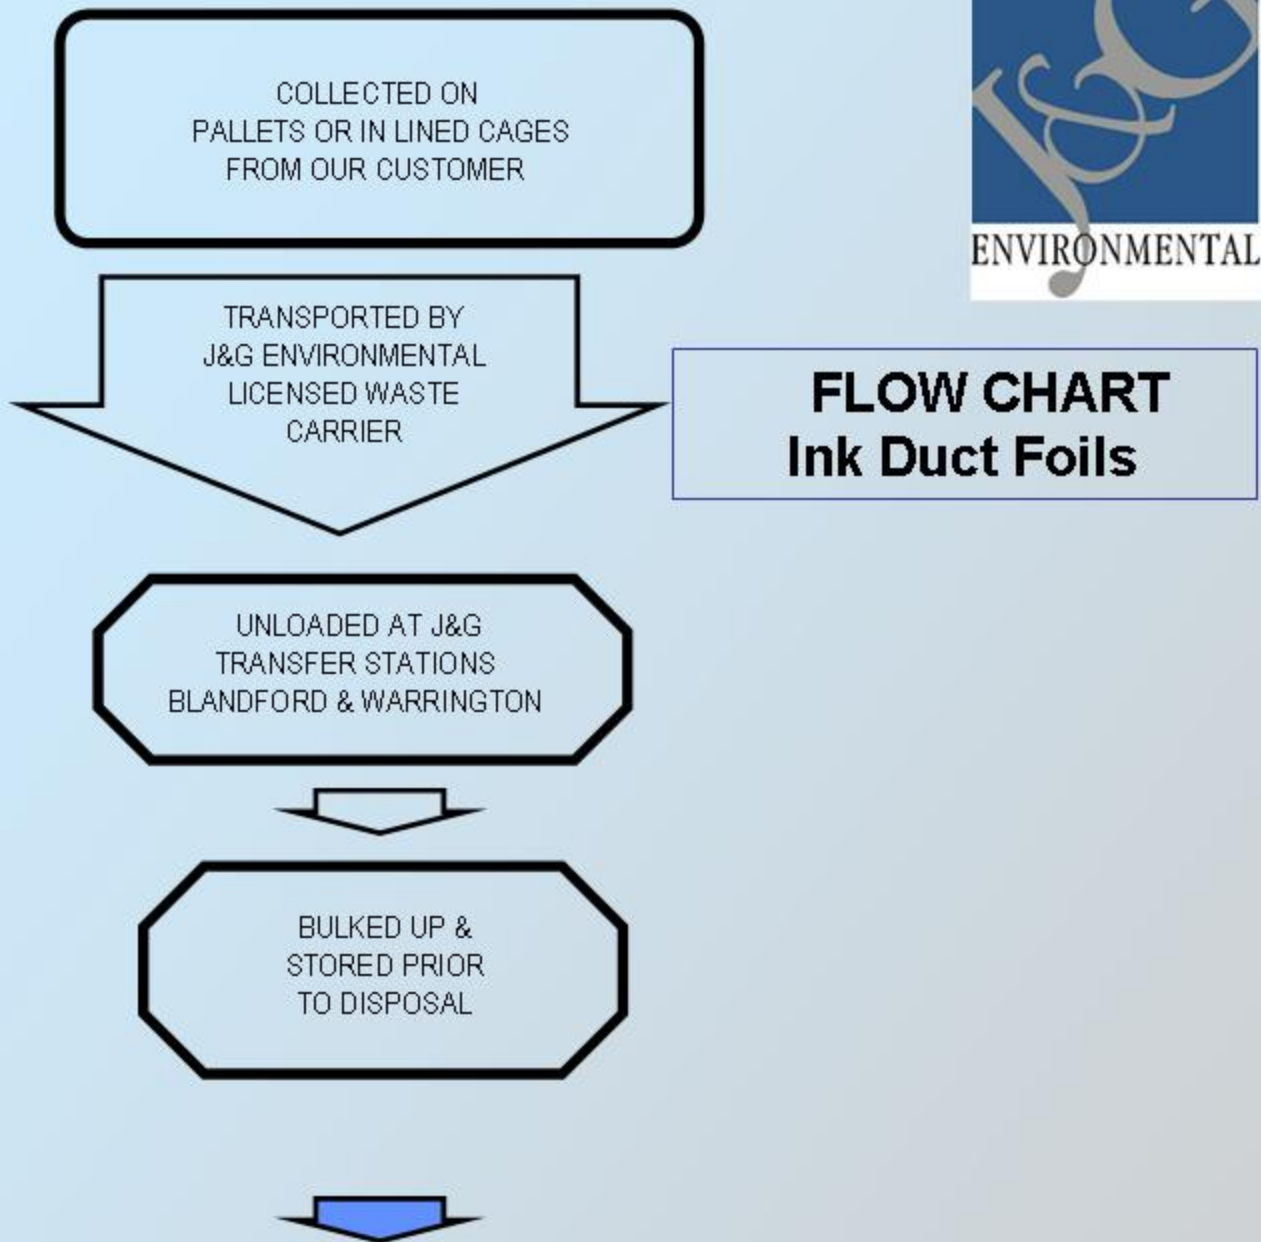 COLLECTED ON
PALLETS OR IN LINED CAGES
FROM OUR CUSTOMER
J&G
ENVIRONMENTAL
TRANSPORTED BY
J&G ENVIRONMENTAL
LICENSED WASTE
CARRIER
FLOW CHART
Ink Duct Foils
UNLOADED AT J&G
TRANSFER STATIONS
BLANDFORD & WARRINGTON
BULKED UP &
STORED PRIOR
TO DISPOSAL